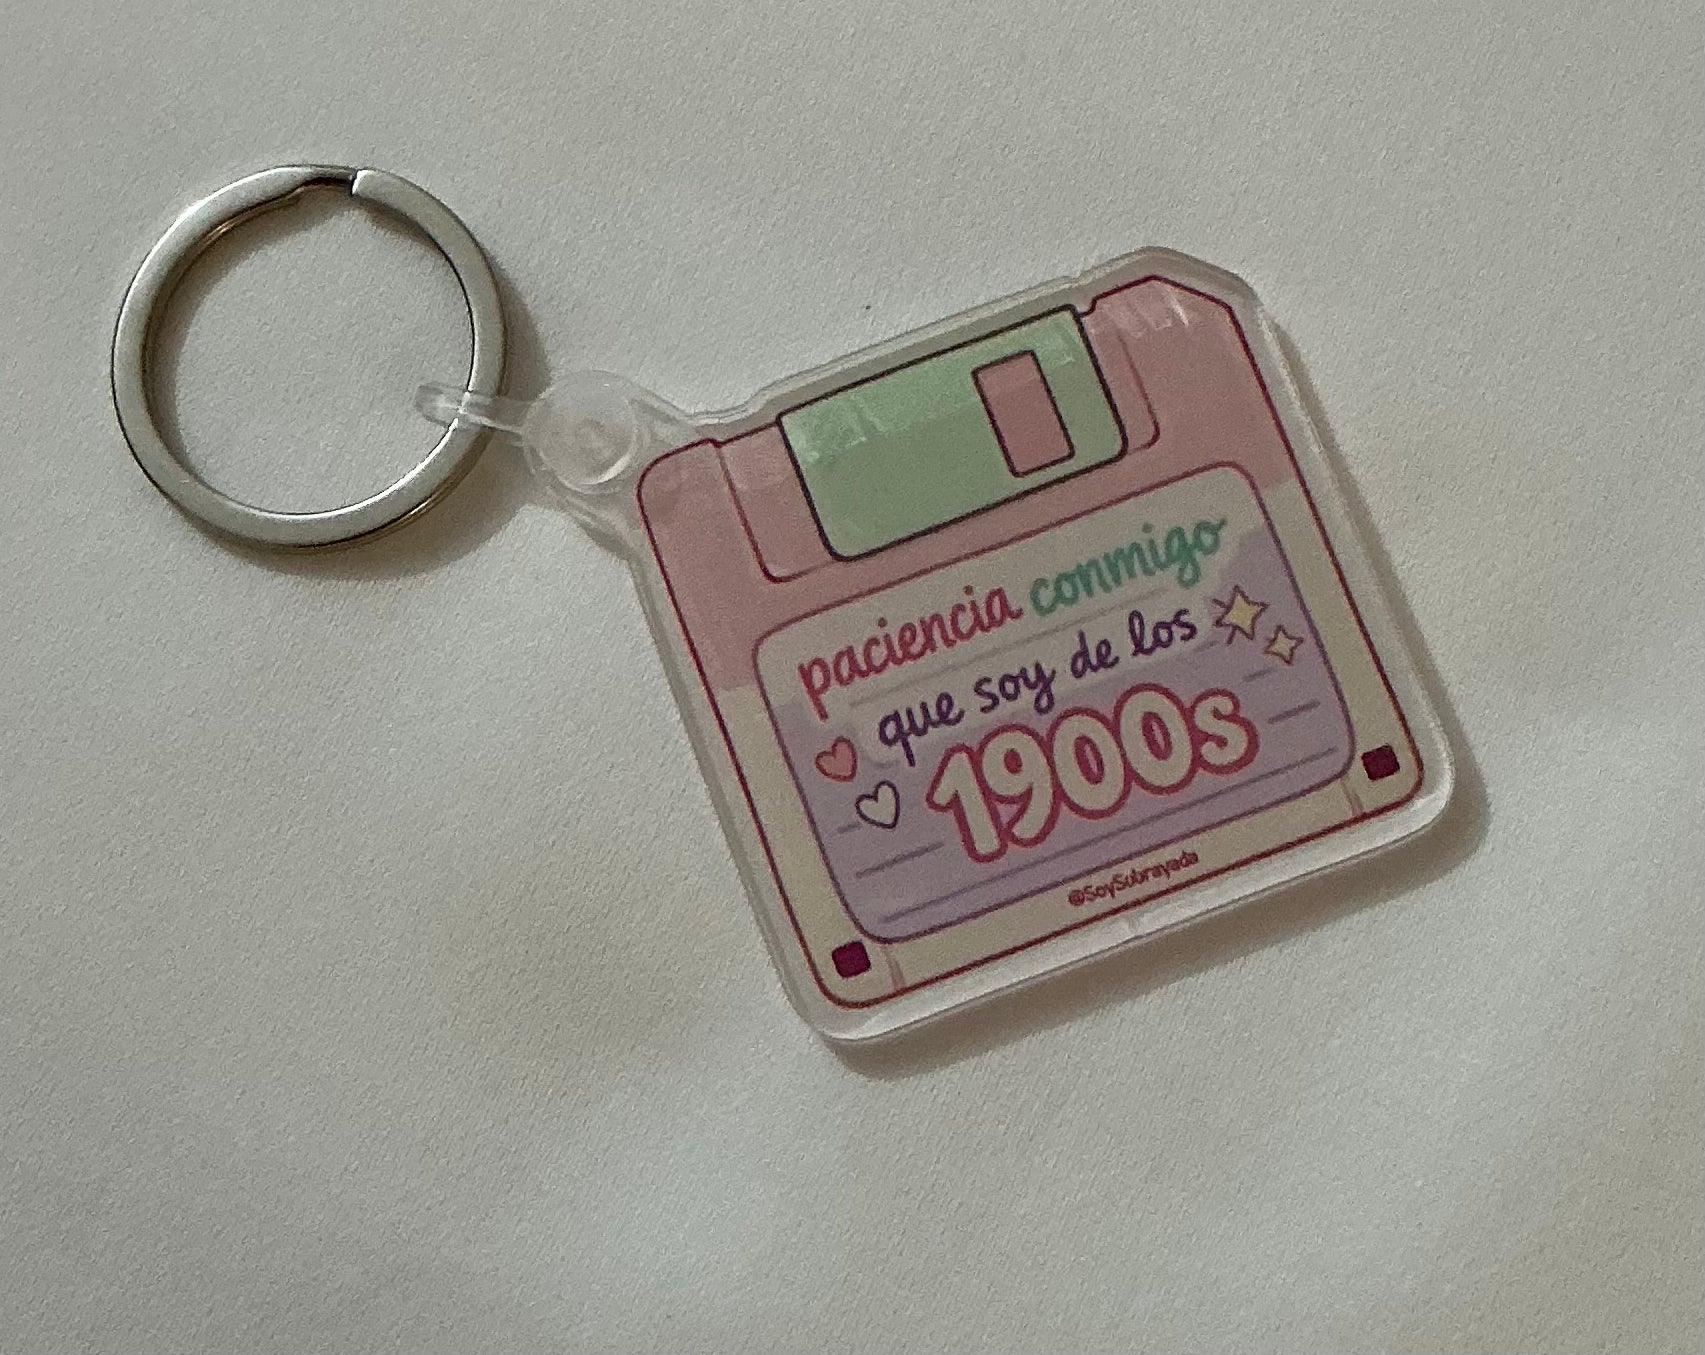 paciencia conmigo
que soy de los
1900s
@SoySubrayada